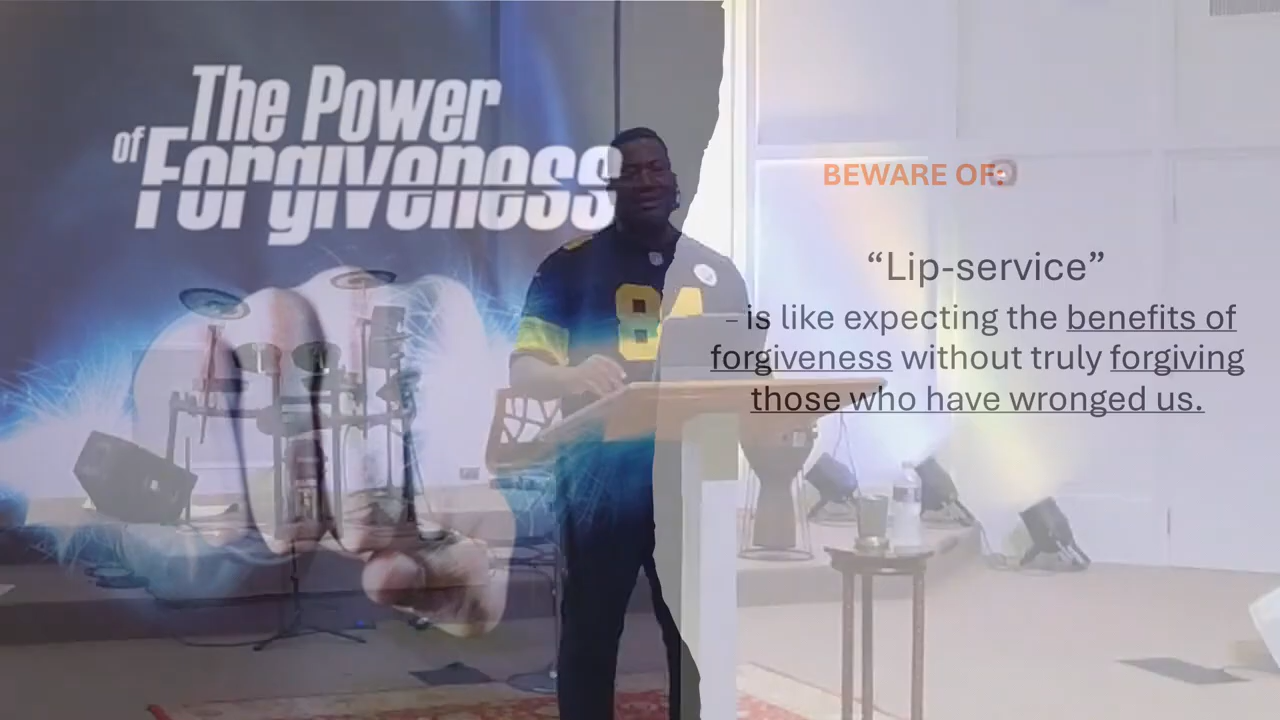 The Power
of Forgiveness
BEWARE OF:
“Lip-service”
– is like expecting the benefits of
forgiveness without truly forgiving
those who have wronged us.
84